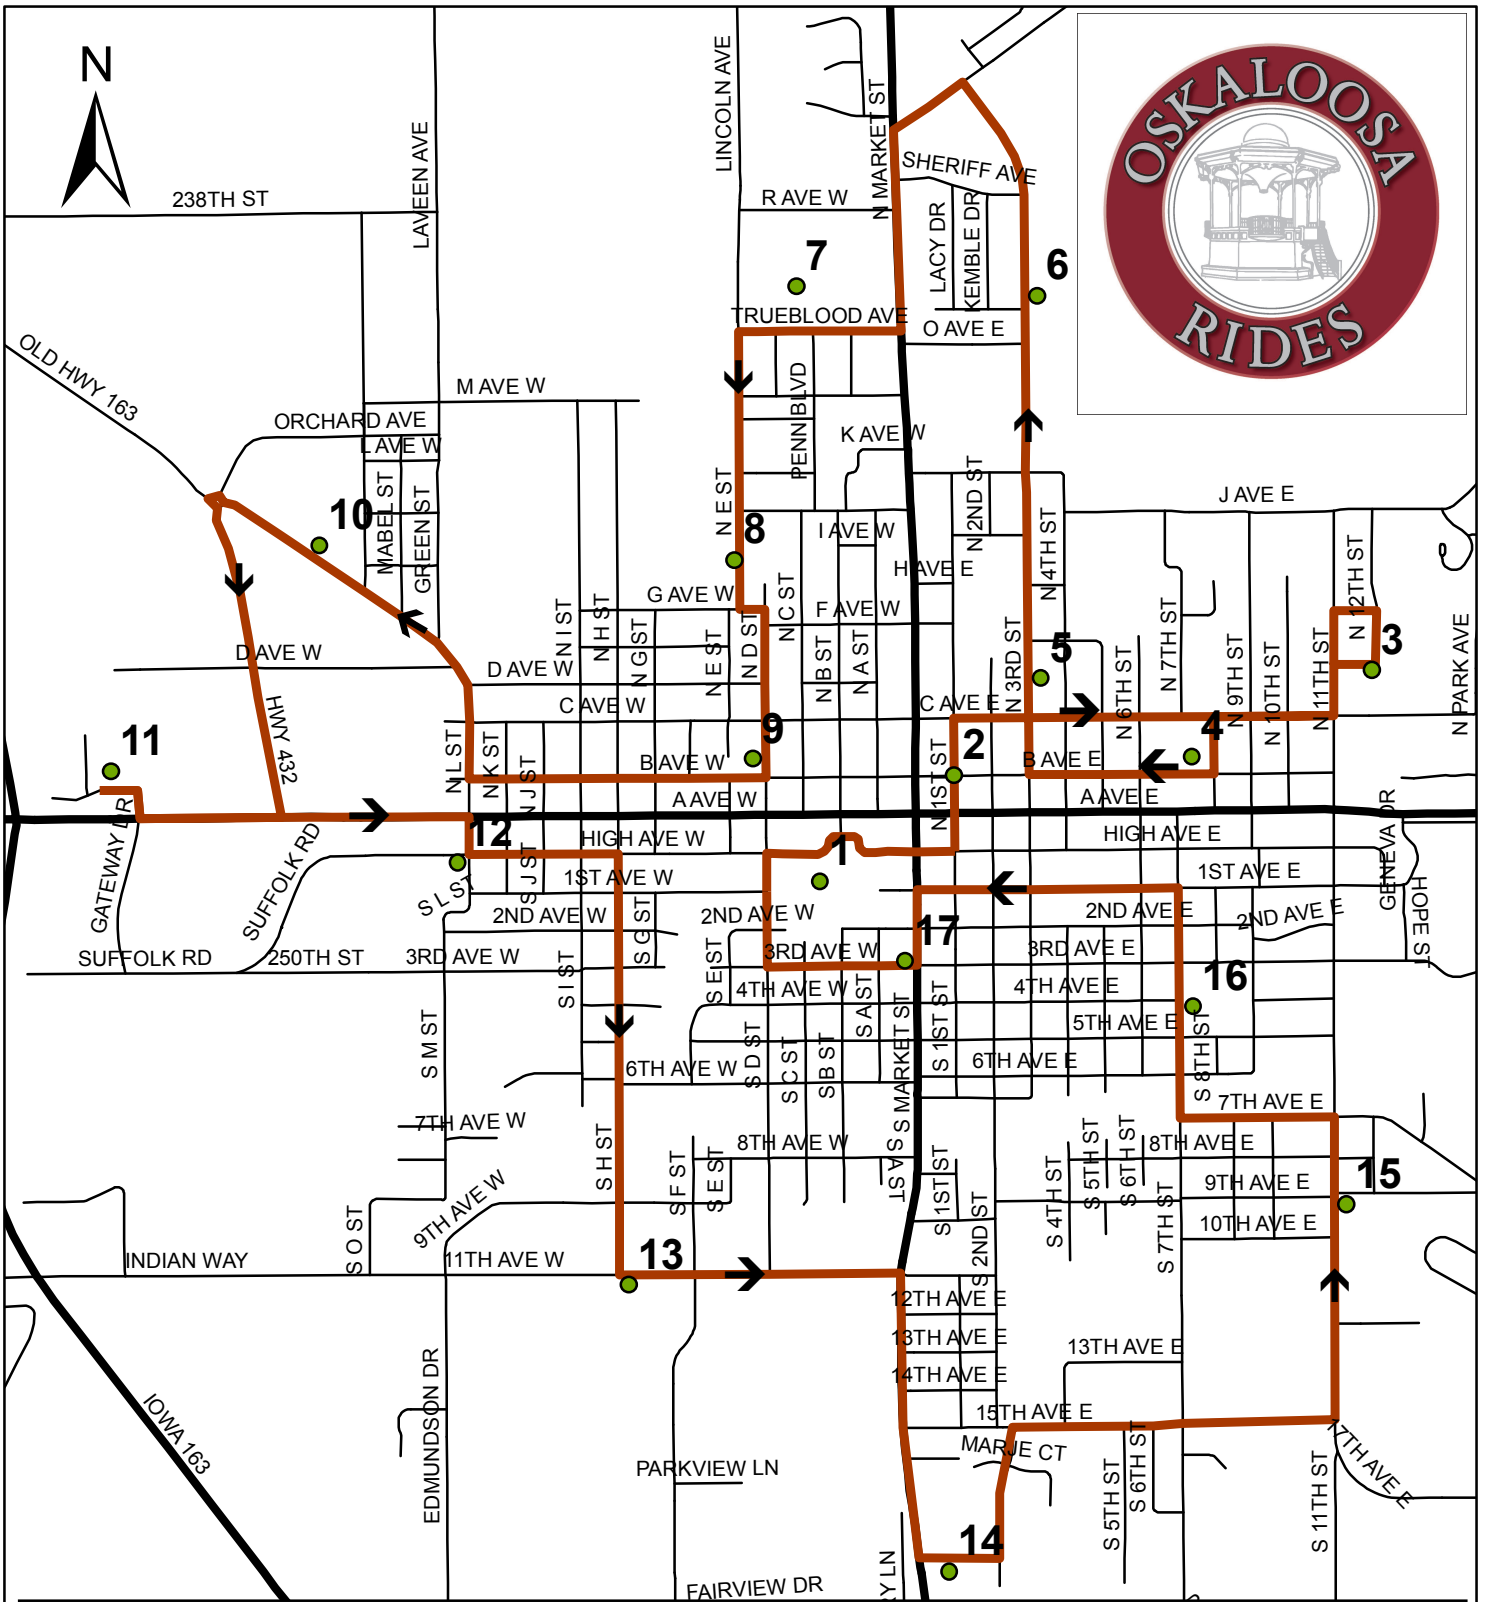 N
OSKALOOSA
RIDES
LINCOLN AVE
N MARKET ST
LAVEEN AVE
SHERIFF AVE
238TH ST
R AVE W
LACY DR
KEMBLE DR
7
6
TRUEBLOOD AVE
O AVE E
OLD HWY 163
M AVE W
PENN BLVD
ORCHARD AVE
L AVE W
K AVE W
MABEL ST
GREEN ST
N E ST
N 2ND ST
J AVE E
10
8
I AVE W
N 4TH ST
N 12TH ST
H AVE E
G AVE W
F AVE W
N C ST
N I ST
N H ST
N G ST
N E ST
N D ST
N B ST
N A ST
N 3RD ST
5
N 6TH ST
N 7TH ST
N 9TH ST
N 10TH ST
N 11TH ST
3
N PARK AVE
D AVE W
D AVE W
C AVE W
C AVE E
HWY 432
11
9
2
4
N L ST
N K ST
N J ST
B AVE W
B AVE E
N 1ST ST
A AVE W
A AVE E
GATEWAY DR
SUFFOLK RD
12
HIGH AVE W
1
HIGH AVE E
GENEVA DR
S J ST
S L ST
1ST AVE W
1ST AVE E
HOPE ST
2ND AVE W
2ND AVE W
2ND AVE E
2ND AVE E
17
S G ST
SUFFOLK RD
250TH ST
3RD AVE W
3RD AVE W
3RD AVE E
S I ST
S E ST
16
4TH AVE W
4TH AVE E
S A ST
S MARKET ST
S 1ST ST
5TH AVE E
S M ST
S D ST
S C ST
S B ST
6TH AVE W
6TH AVE E
S 8TH ST
7TH AVE E
7TH AVE W
8TH AVE W
8TH AVE E
S H ST
S F ST
S E ST
S A ST
S 1ST ST
S 4TH ST
S 5TH ST
S 6TH ST
15
9TH AVE W
9TH AVE E
S 7TH ST
10TH AVE E
S O ST
S 2ND ST
INDIAN WAY
11TH AVE W
13
12TH AVE E
13TH AVE E
13TH AVE E
14TH AVE E
EDMUNDSON DR
IOWA 163
15TH AVE E
MARJE CT
17TH AVE E
PARKVIEW LN
S 5TH ST
S 6TH ST
S 11TH ST
14
FAIRVIEW DR
RY LN